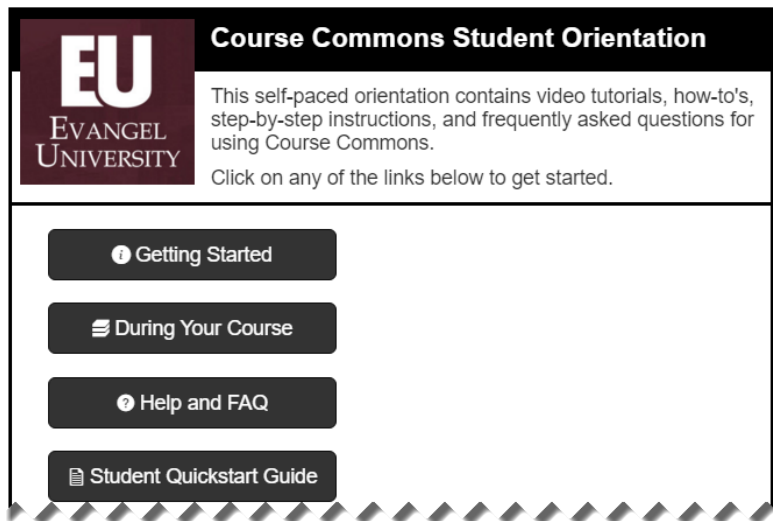 EU
EVANGEL
UNIVERSITY
Course Commons Student Orientation
This self-paced orientation contains video tutorials, how-to's,
step-by-step instructions, and frequently asked questions for
using Course Commons.
Click on any of the links below to get started.
Getting Started
During Your Course
Help and FAQ
Student Quickstart Guide